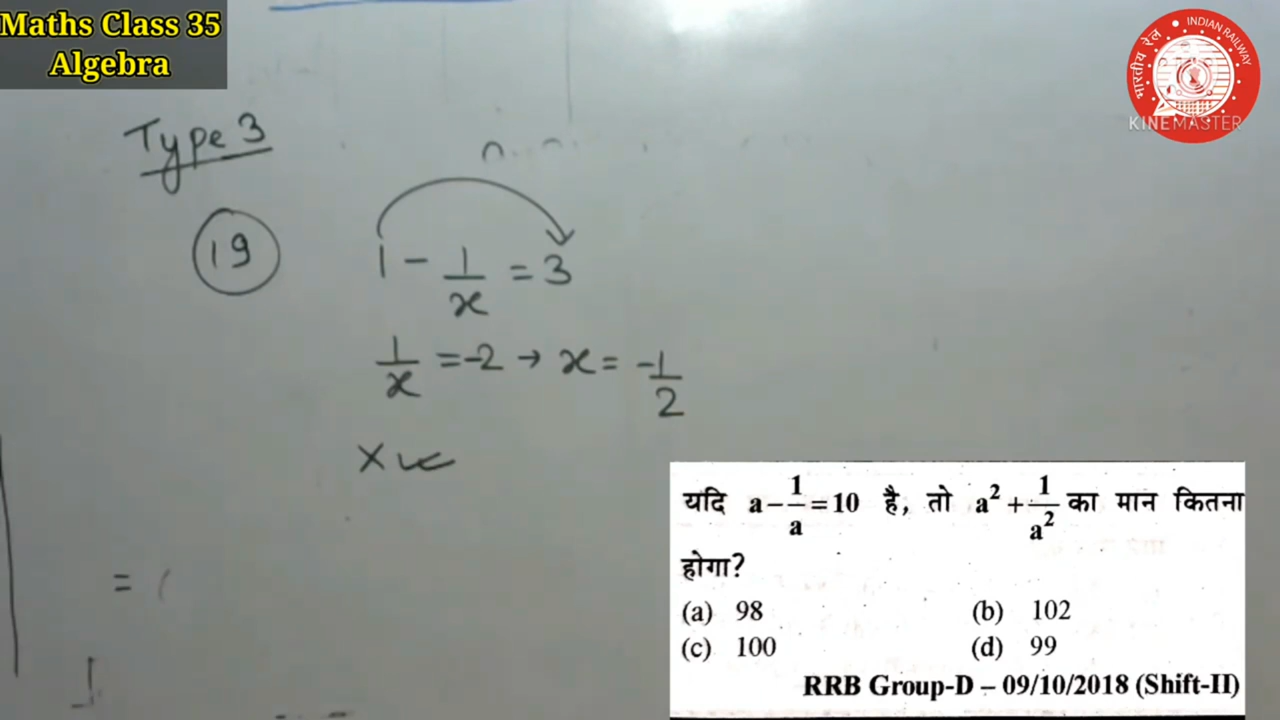 Maths Class 35
Algebra
भारतीय रेल
INDIAN RAILWAY
KINEMASTER
Type 3
19
1 - 1/x = 3
1/x = -2 → x = -1/2
यदि a - 1/a = 10 है, तो a² + 1/a² का मान कितना
होगा?
(a) 98 (b) 102
(c) 100 (d) 99
RRB Group-D – 09/10/2018 (Shift-II)